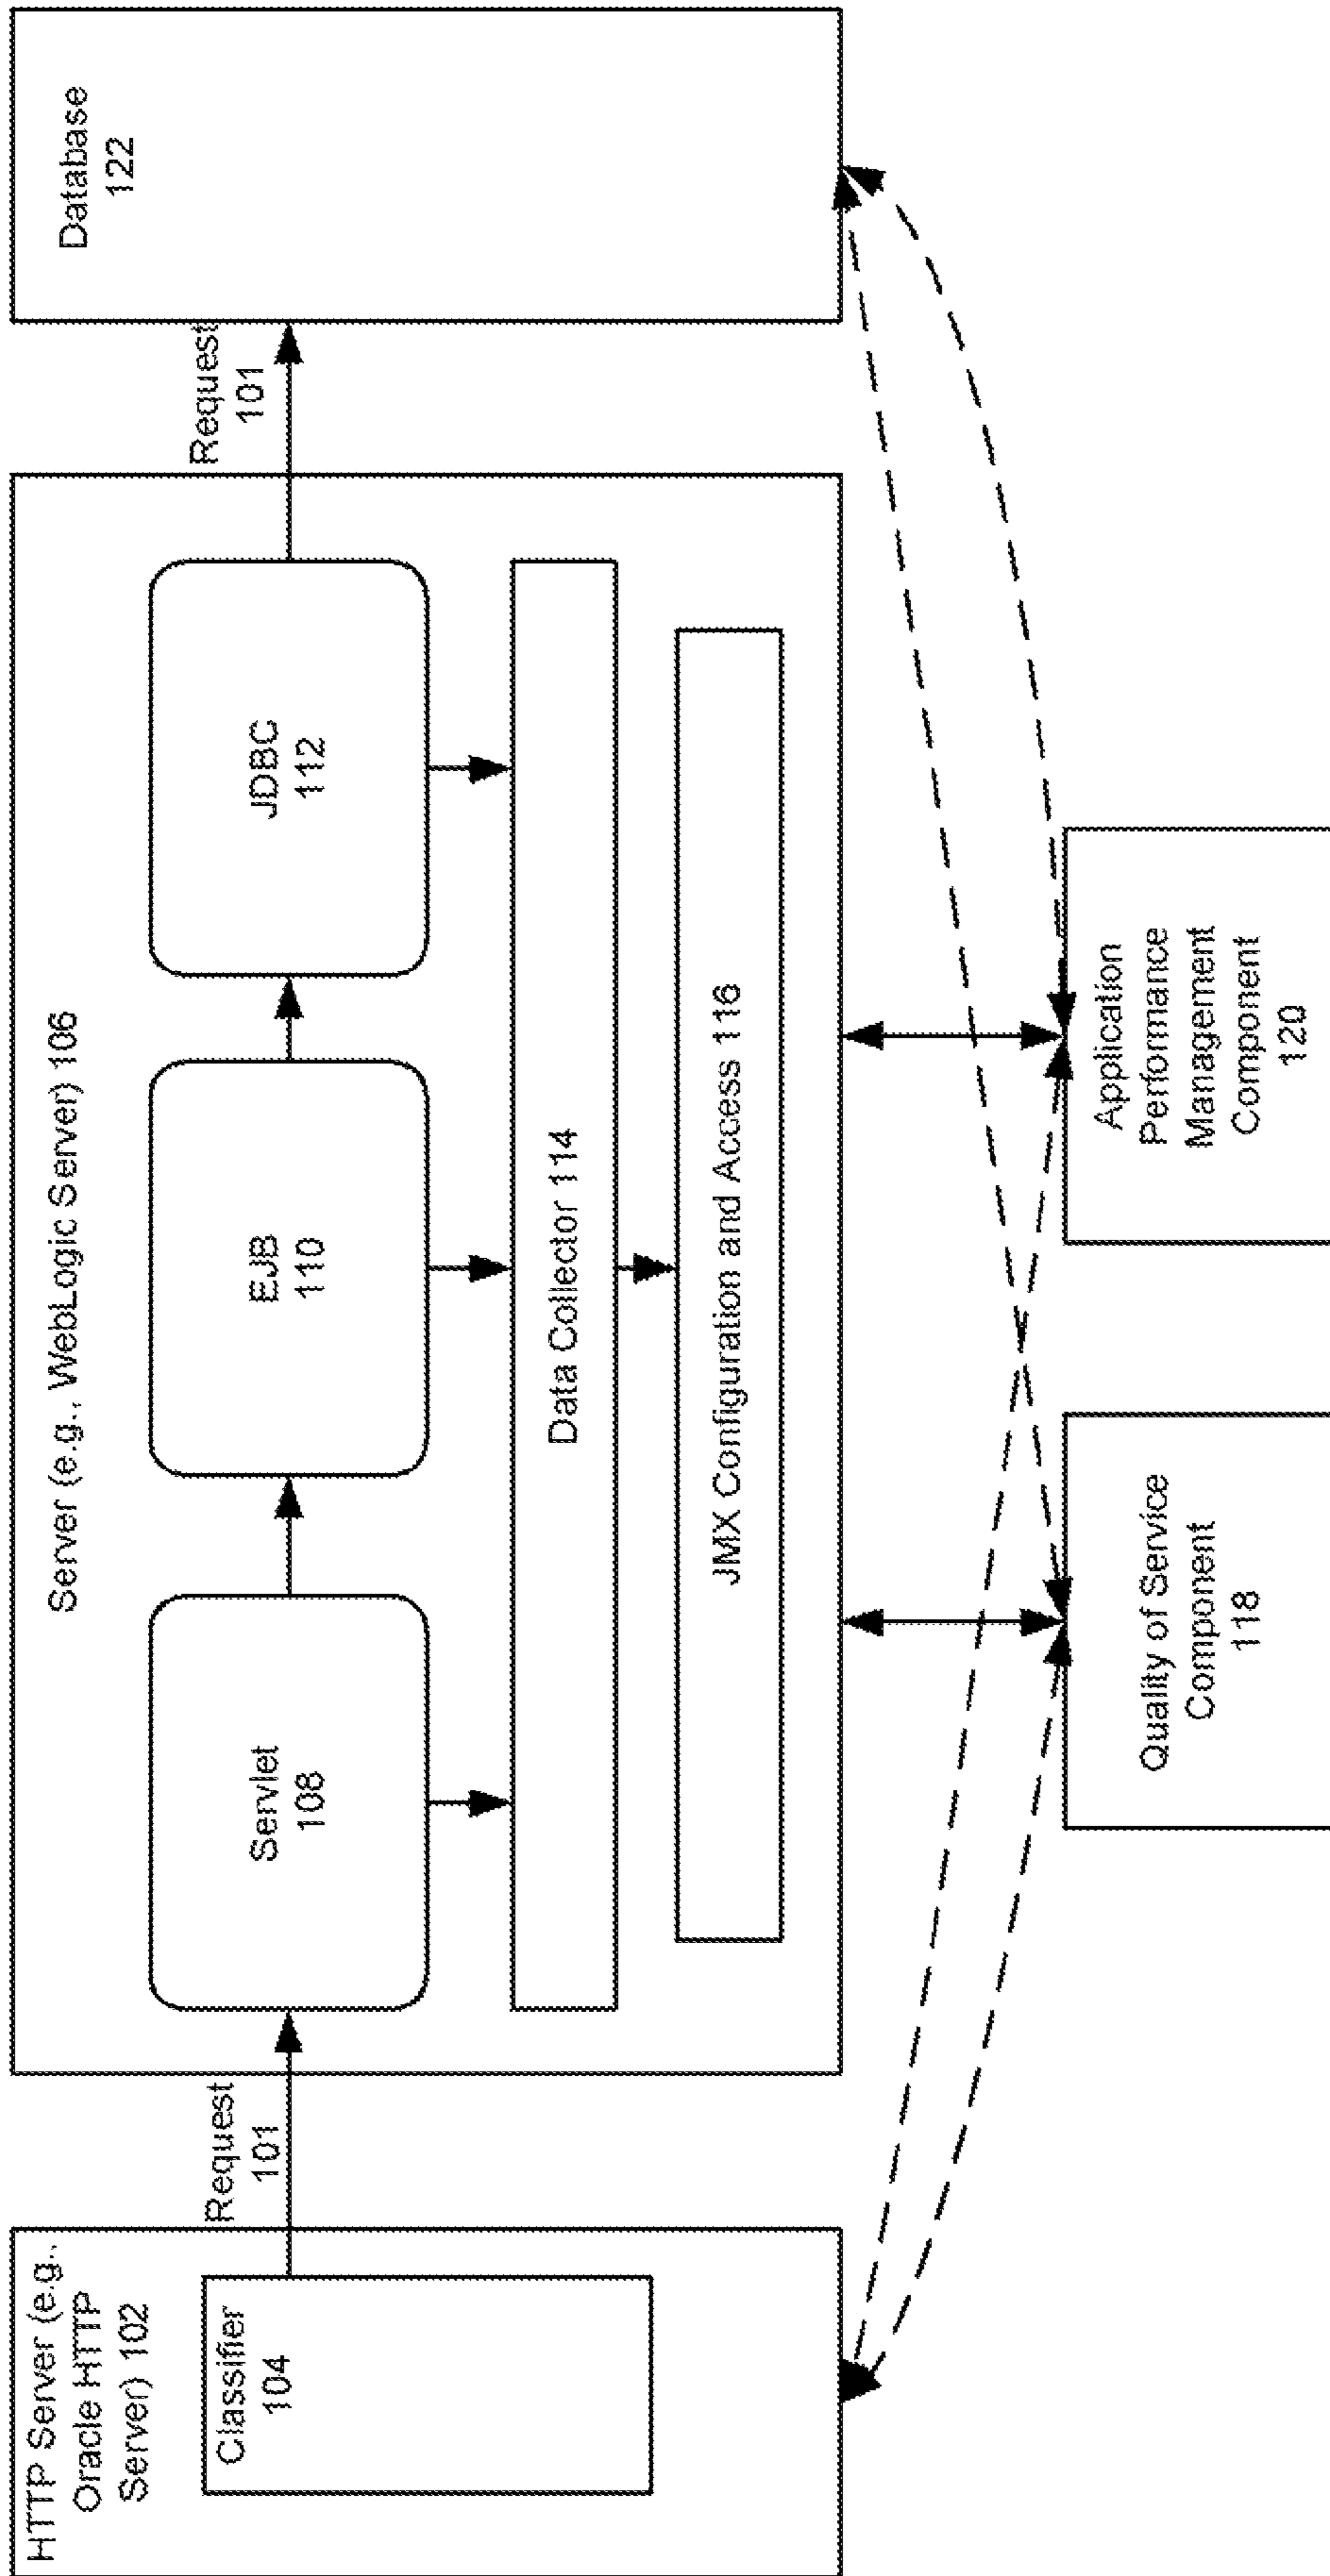 HTTP Server (e.g.,
Oracle HTTP
Server) 102
Classifier
104
Request
101
Server (e.g., WebLogic Server) 106
Servlet
108
EJB
110
JDBC
112
Data Collector 114
JMX Configuration and Access 116
Request
101
Database
122
Quality of Service
Component
118
Application
Performance
Management
Component
120